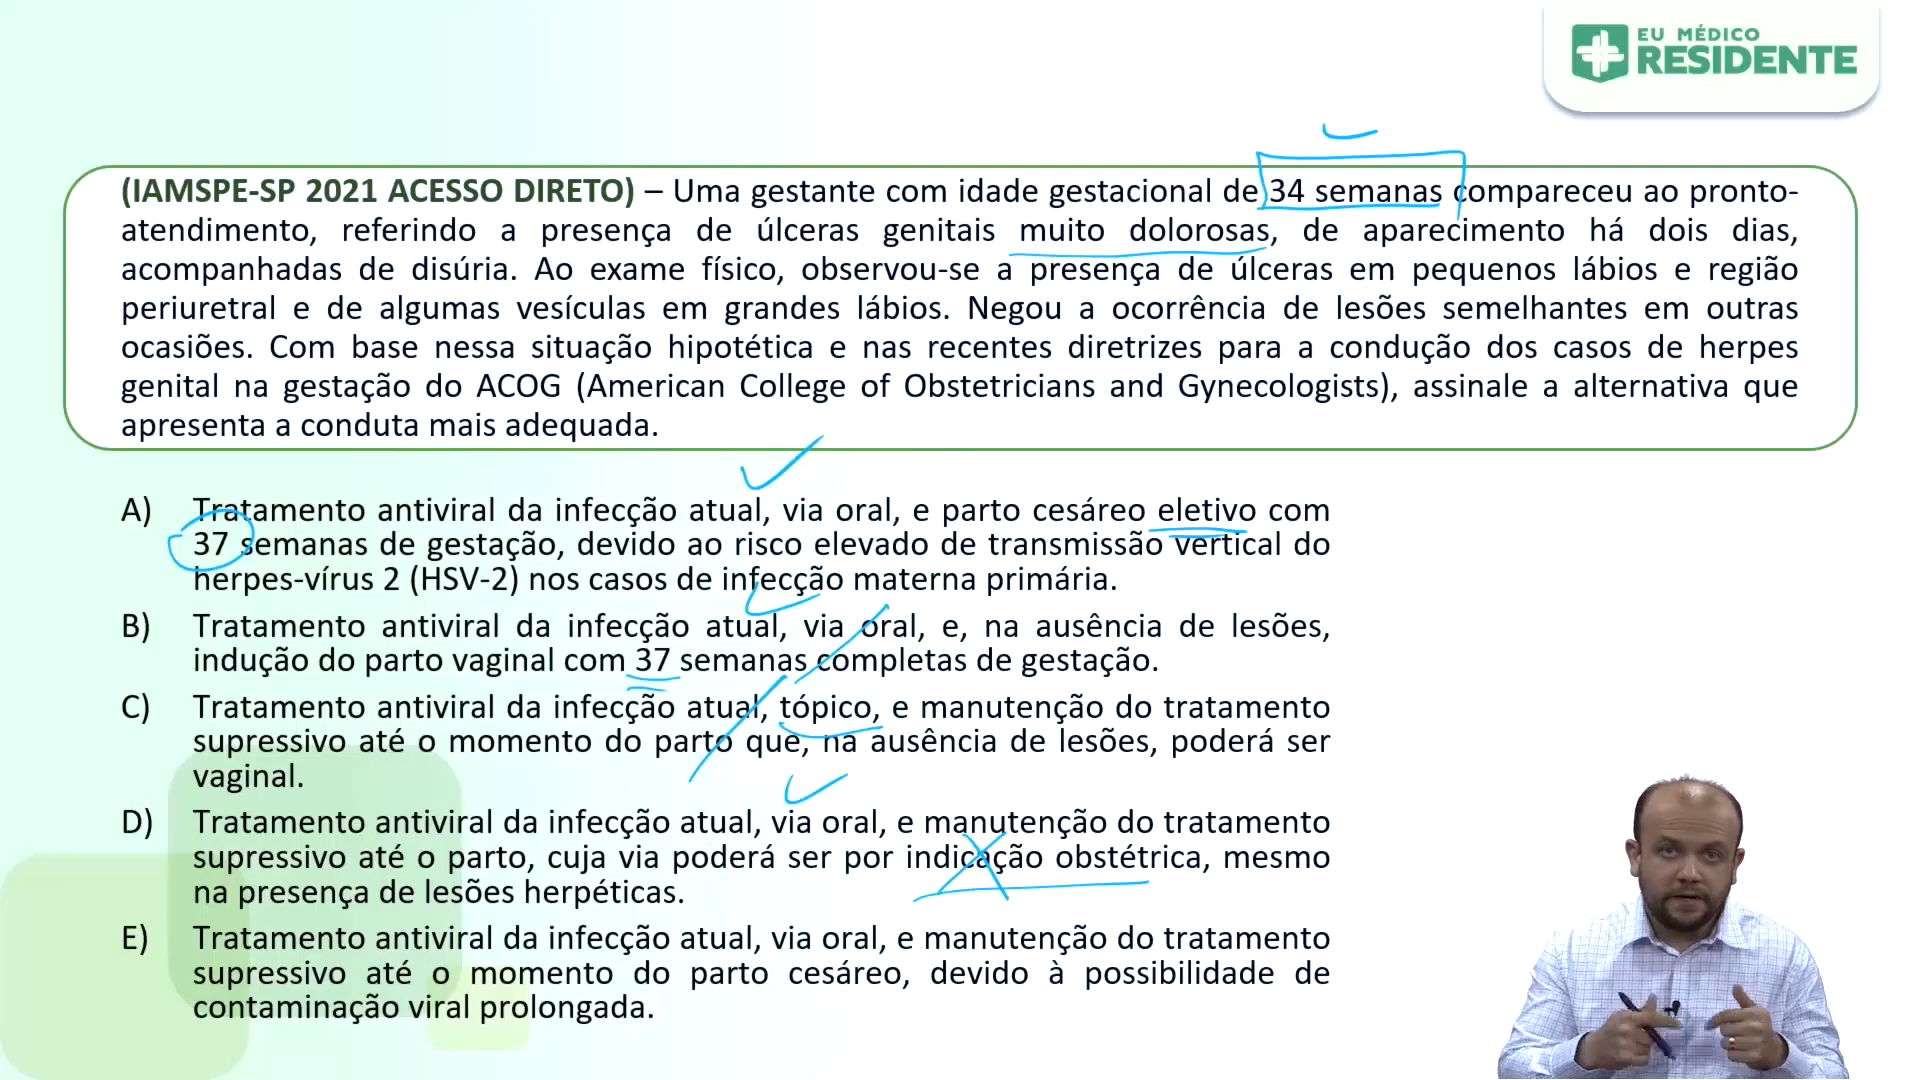 EU MÉDICO
RESIDENTE
(IAMSPE-SP 2021 ACESSO DIRETO) – Uma gestante com idade gestacional de 34 semanas compareceu ao pronto-
atendimento, referindo a presença de úlceras genitais muito dolorosas, de aparecimento há dois dias,
acompanhadas de disúria. Ao exame físico, observou-se a presença de úlceras em pequenos lábios e região
periuretral e de algumas vesículas em grandes lábios. Negou a ocorrência de lesões semelhantes em outras
ocasiões. Com base nessa situação hipotética e nas recentes diretrizes para a condução dos casos de herpes
genital na gestação do ACOG (American College of Obstetricians and Gynecologists), assinale a alternativa que
apresenta a conduta mais adequada.
A) Tratamento antiviral da infecção atual, via oral, e parto cesáreo eletivo com
37 semanas de gestação, devido ao risco elevado de transmissão vertical do
herpes-vírus 2 (HSV-2) nos casos de infecção materna primária.
B) Tratamento antiviral da infecção atual, via oral, e, na ausência de lesões,
indução do parto vaginal com 37 semanas completas de gestação.
C) Tratamento antiviral da infecção atual, tópico, e manutenção do tratamento
supressivo até o momento do parto que, na ausência de lesões, poderá ser
vaginal.
D) Tratamento antiviral da infecção atual, via oral, e manutenção do tratamento
supressivo até o parto, cuja via poderá ser por indicação obstétrica, mesmo
na presença de lesões herpéticas.
E) Tratamento antiviral da infecção atual, via oral, e manutenção do tratamento
supressivo até o momento do parto cesáreo, devido à possibilidade de
contaminação viral prolongada.